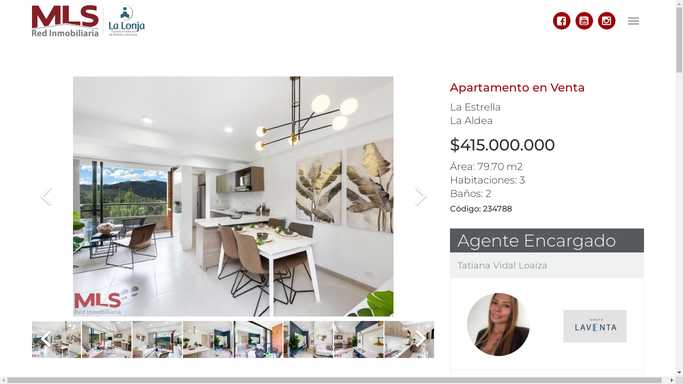 MLS
Red Inmobiliaria
La Lonja
Apartamento en Venta
La Estrella
La Aldea
$415.000.000
Área: 79.70 m2
Habitaciones: 3
Baños: 2
Código: 234788
Agente Encargado
Tatiana Vidal Loaiza
LAVENTA
MLS
Red Inmobiliaria